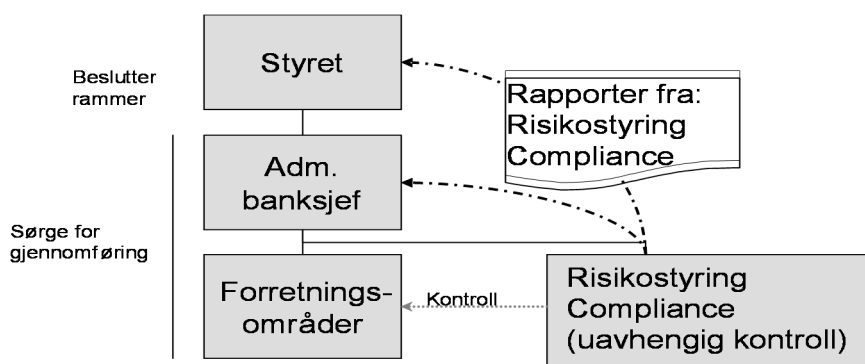 Styret
Beslutter
rammer
Rapporter fra:
Risikostyring
Compliance
Adm.
banksjef
Sørge for
gjennomføring
Forretnings-
områder
Kontroll
Risikostyring
Compliance
(uavhengig kontroll)